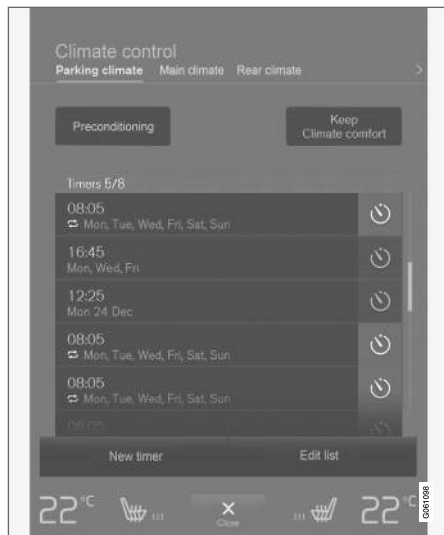 Climate control
Parking climate Main climate Rear climate
Preconditioning
Keep
Climate comfort
Timers 5/8
08:05
Mon, Tue, Wed, Fri, Sat, Sun
16:45
Mon, Wed, Fri
12:25
Mon 24 Dec
08:05
Mon, Tue, Wed, Fri, Sat, Sun
08:05
Mon, Tue, Wed, Fri, Sat, Sun
08:05
New timer Edit list
22°C 22°C
Close
G061098